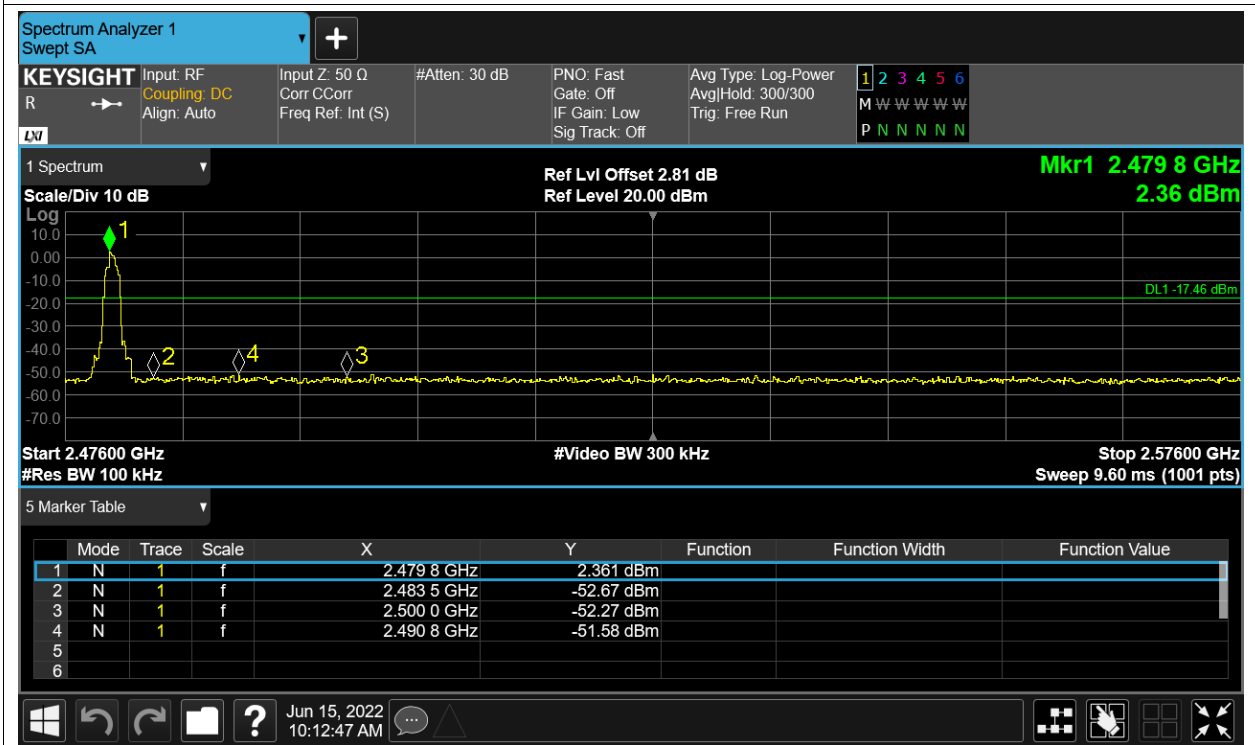 Spectrum Analyzer 1
Swept SA
+
KEYSIGHT Input: RF Input Z: 50 Ω #Atten: 30 dB PNO: Fast Avg Type: Log-Power 1 2 3 4 5 6
R Coupling: DC Corr CCorr Gate: Off Avg|Hold: 300/300 M W W W W W
Align: Auto Freq Ref: Int (S) IF Gain: Low Trig: Free Run
LXI Sig Track: Off P N N N N N
1 Spectrum Ref Lvl Offset 2.81 dB Mkr1 2.479 8 GHz
Scale/Div 10 dB Ref Level 20.00 dBm 2.36 dBm
Log
10.0 1
0.00
-10.0
DL1 -17.46 dBm
-20.0
-30.0
-40.0 2 4 3
-50.0
-60.0
-70.0
Start 2.47600 GHz #Video BW 300 kHz Stop 2.57600 GHz
#Res BW 100 kHz Sweep 9.60 ms (1001 pts)
5 Marker Table
Mode Trace Scale X Y Function Function Width Function Value
1 N 1 f 2.479 8 GHz 2.361 dBm
2 N 1 f 2.483 5 GHz -52.67 dBm
3 N 1 f 2.500 0 GHz -52.27 dBm
4 N 1 f 2.490 8 GHz -51.58 dBm
5
6
? Jun 15, 2022
10:12:47 AM